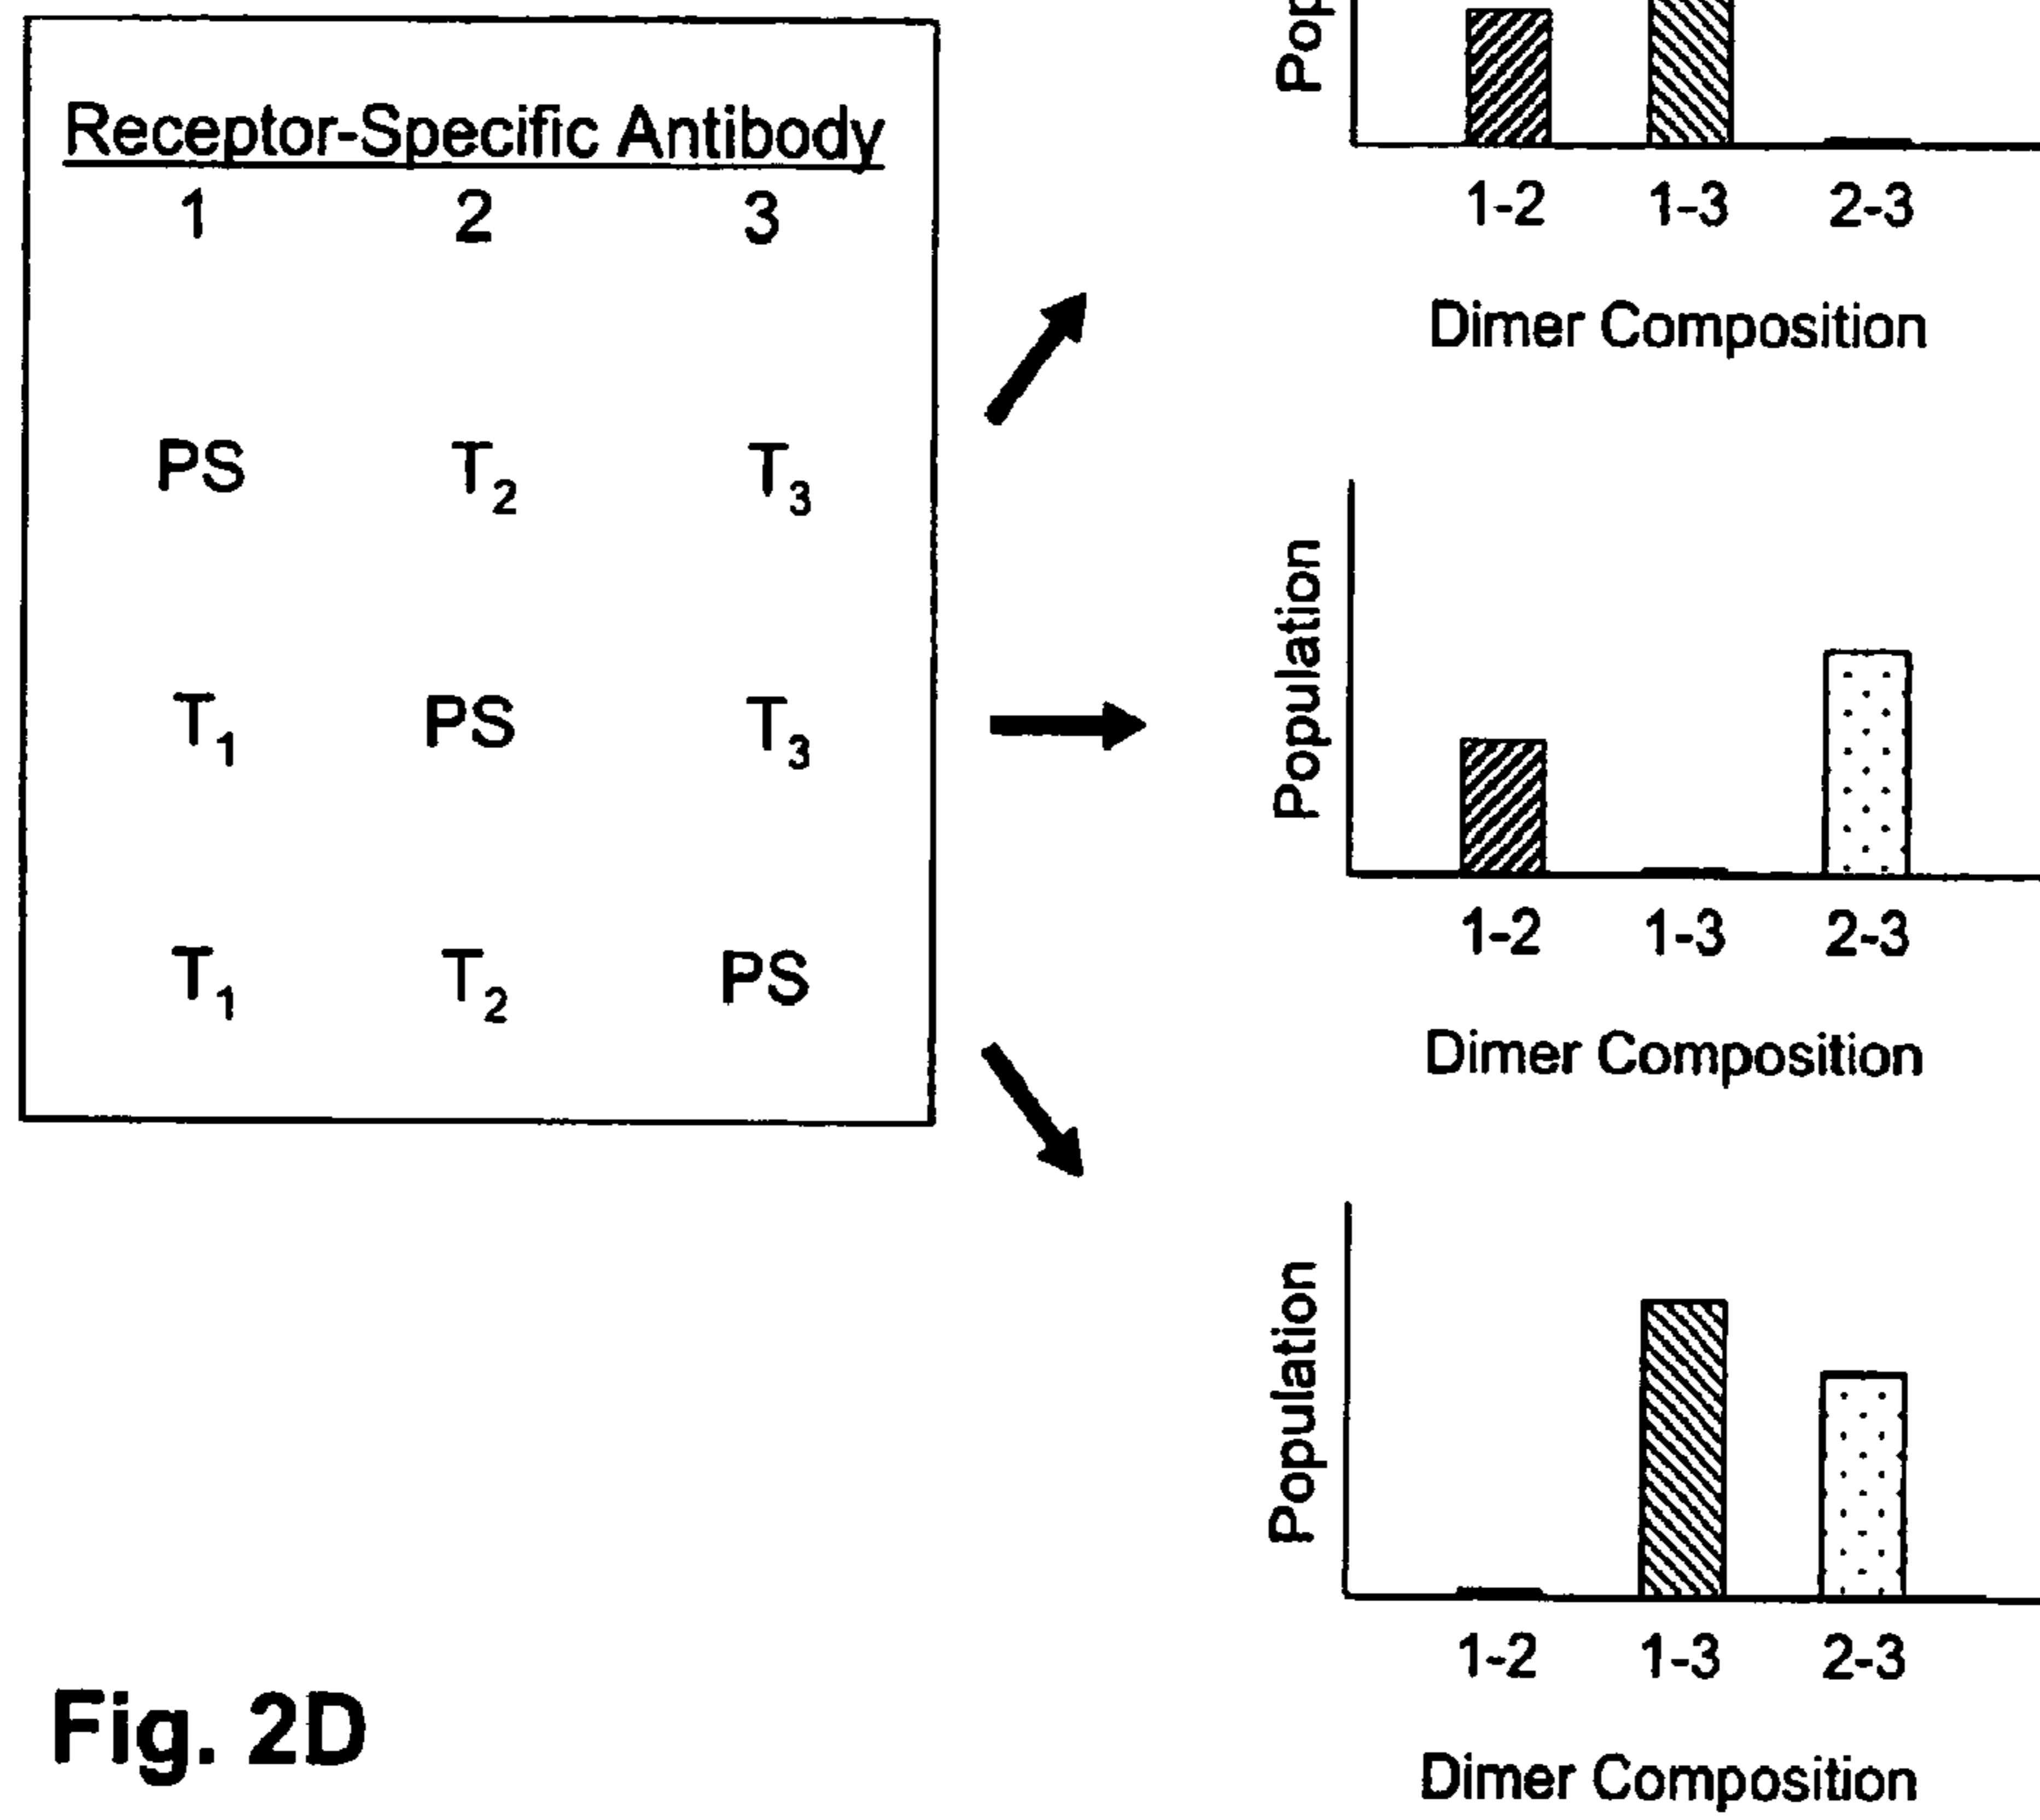 Receptor-Specific Antibody
1 2 3
PS T2 T3
T1 PS T3
T1 T2 PS
1-2 1-3 2-3
Dimer Composition
Population
1-2 1-3 2-3
Dimer Composition
Population
1-2 1-3 2-3
Dimer Composition
Fig. 2D